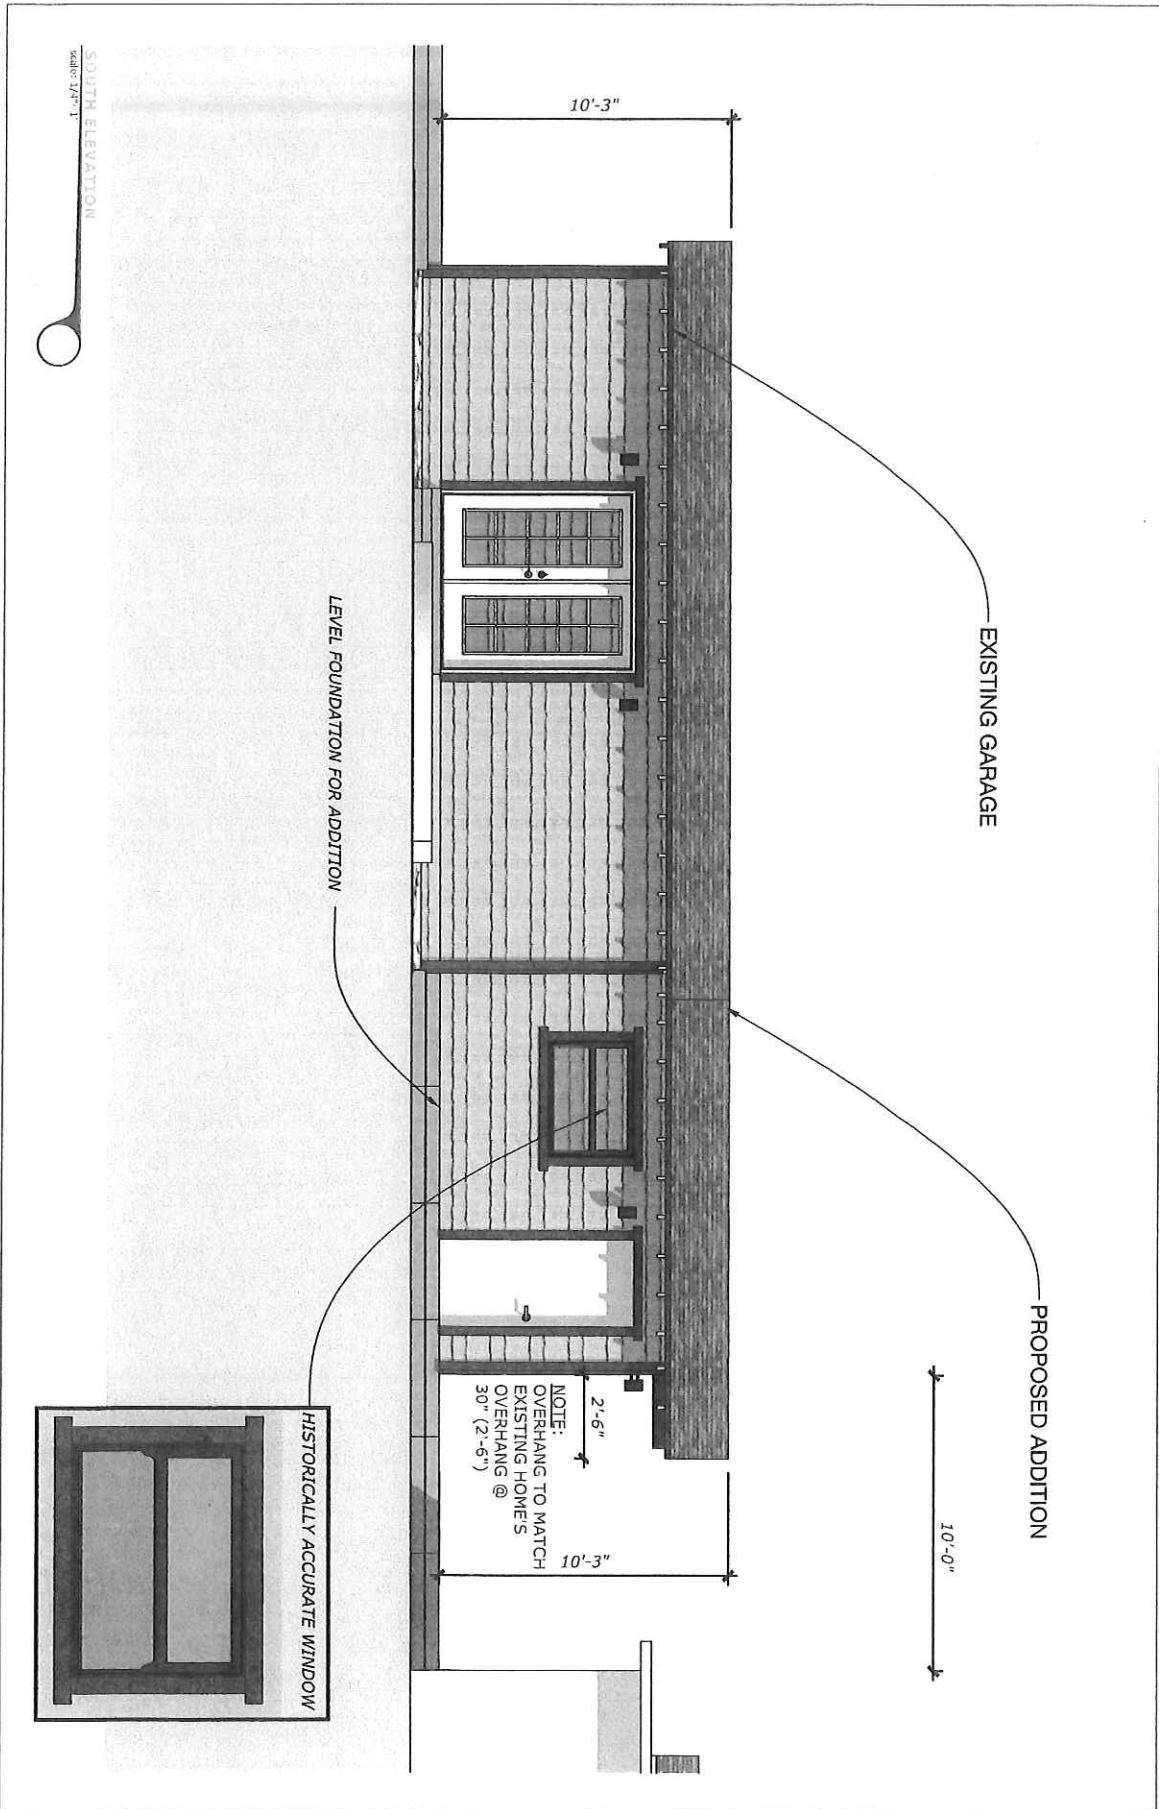 EXISTING GARAGE
PROPOSED ADDITION
10'-0"
10'-3"
10'-3"
2'-6"
NOTE:
OVERHANG TO MATCH
EXISTING HOME'S
OVERHANG @
30" (2'-6")
LEVEL FOUNDATION FOR ADDITION
HISTORICALLY ACCURATE WINDOW
SOUTH ELEVATION
scale: 1/4"- 1'